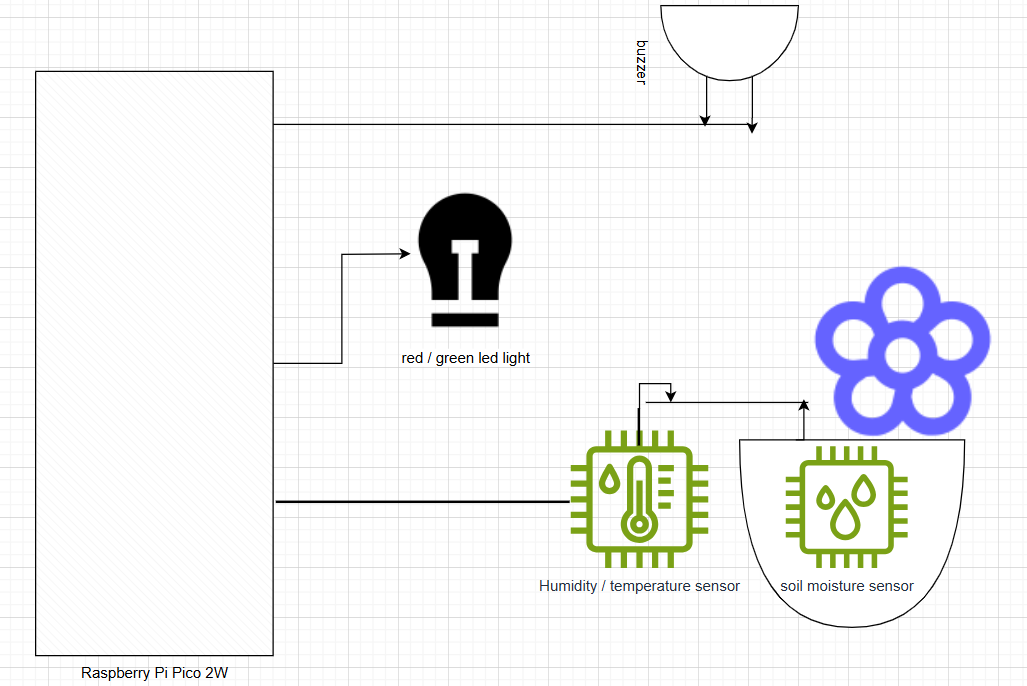 buzzer
red / green led light
Humidity / temperature sensor
soil moisture sensor
Raspberry Pi Pico 2W